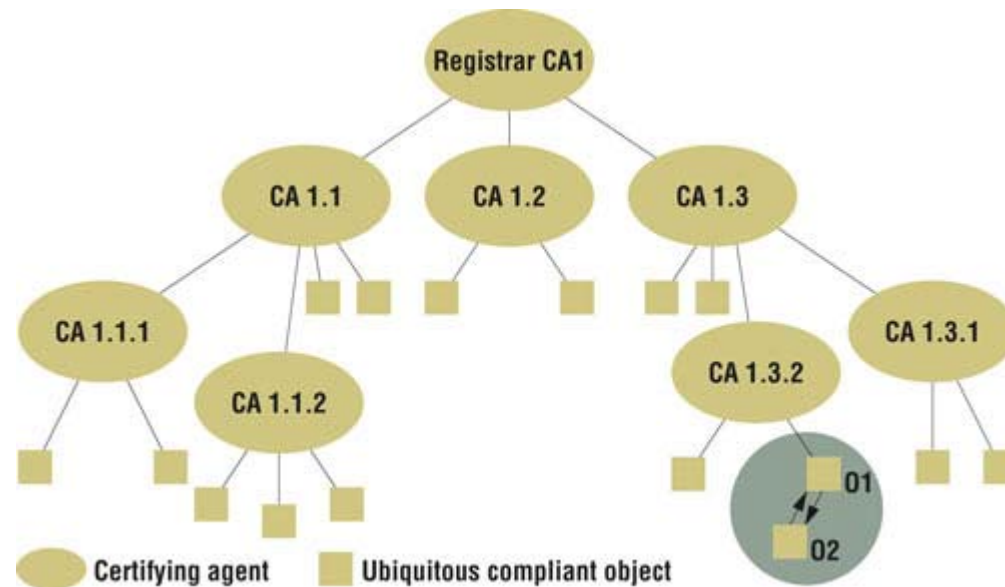 Registrar CA1
CA 1.1
CA 1.2
CA 1.3
CA 1.1.1
CA 1.1.2
CA 1.3.2
CA 1.3.1
O1
O2
Certifying agent
Ubiquitous compliant object